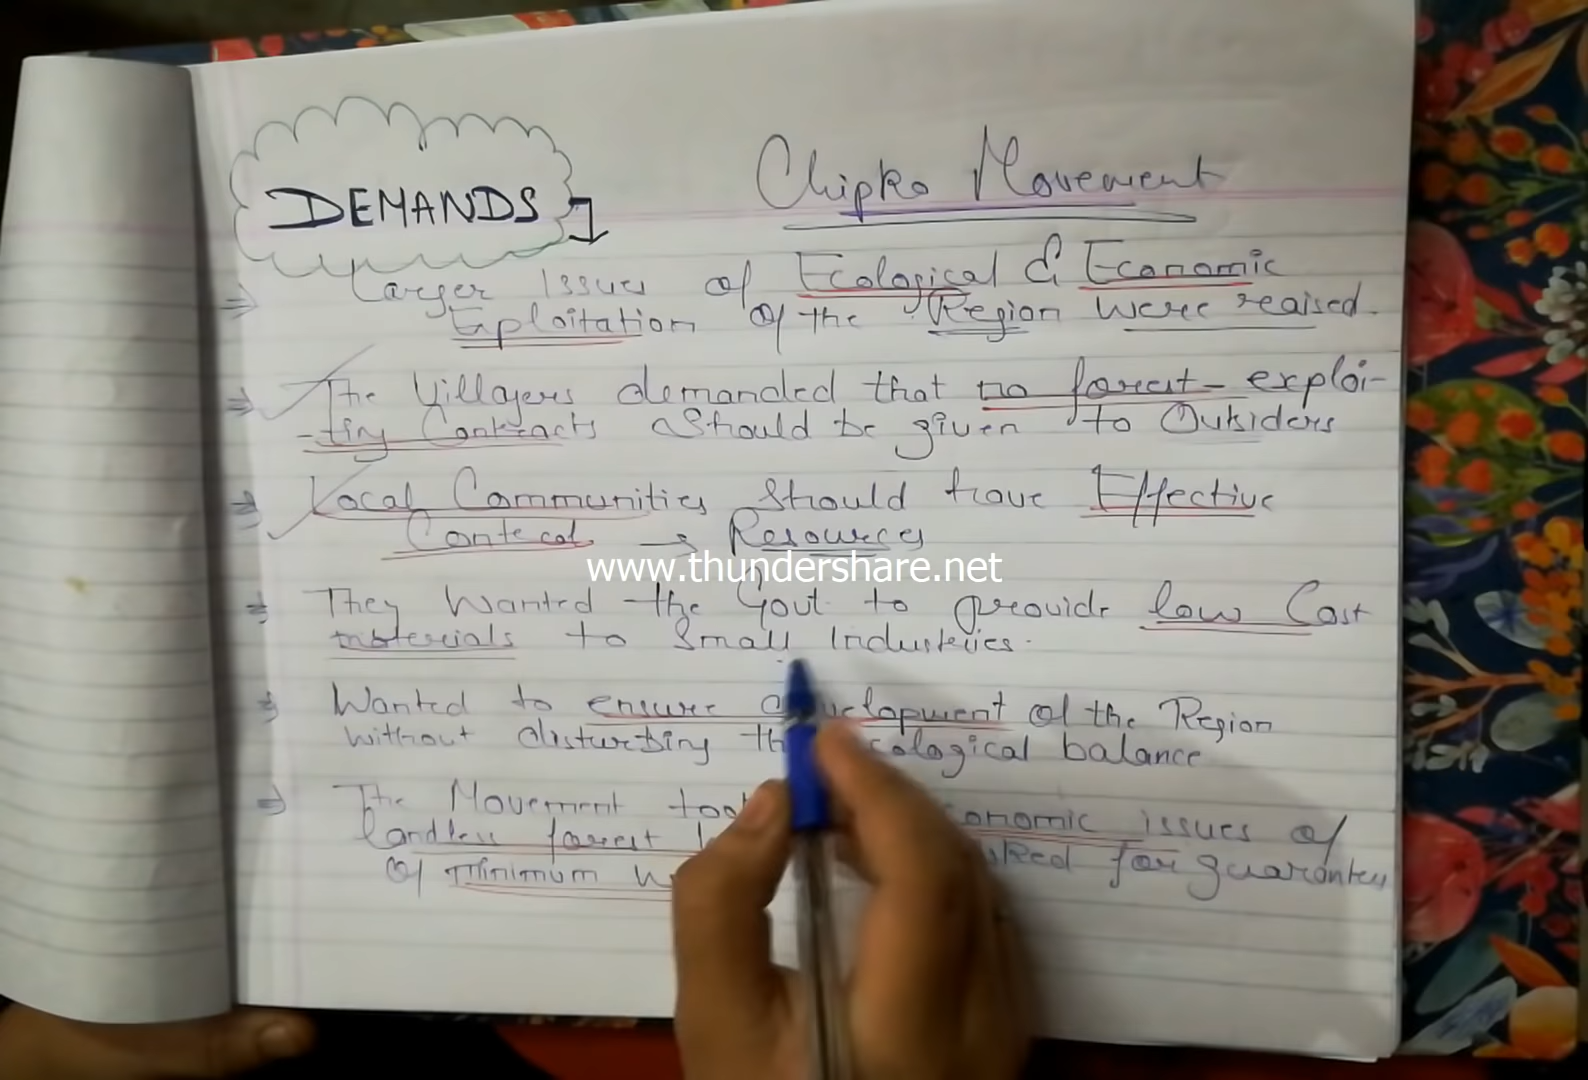 DEMANDS
Chipko Movement
Larger Issues of Ecological & Economic
Exploitation of the Region were reaised.
The Villagers demanded that no forest-exploi-
-ting Contracts Should be given to Outsiders
Local Communities Should have Effective
Control → Resources
www.thundershare.net
They Wanted the Govt. to provide low Cost
materials to Small Industries.
Wanted to ensure development of the Region
without disturbing the ecological balance
The Movement took economic issues of
landless forest asked for guarantees
of Minimum